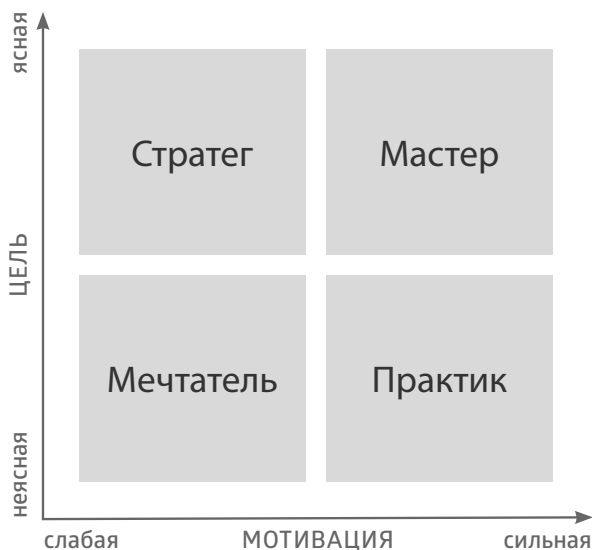 ясная
Стратег
Мастер
ЦЕЛЬ
Мечтатель
Практик
неясная
слабая
МОТИВАЦИЯ
сильная